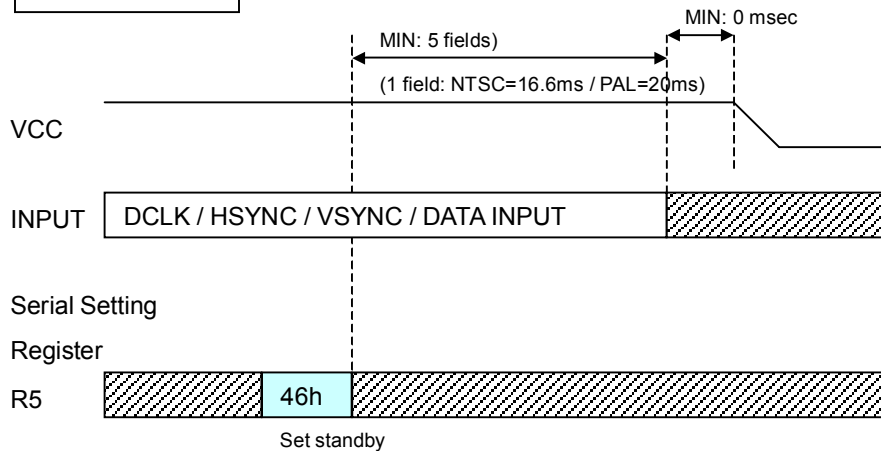 MIN: 0 msec
MIN: 5 fields)
(1 field: NTSC=16.6ms / PAL=20ms)
VCC
INPUT
DCLK / HSYNC / VSYNC / DATA INPUT
Serial Setting
Register
R5
46h
Set standby